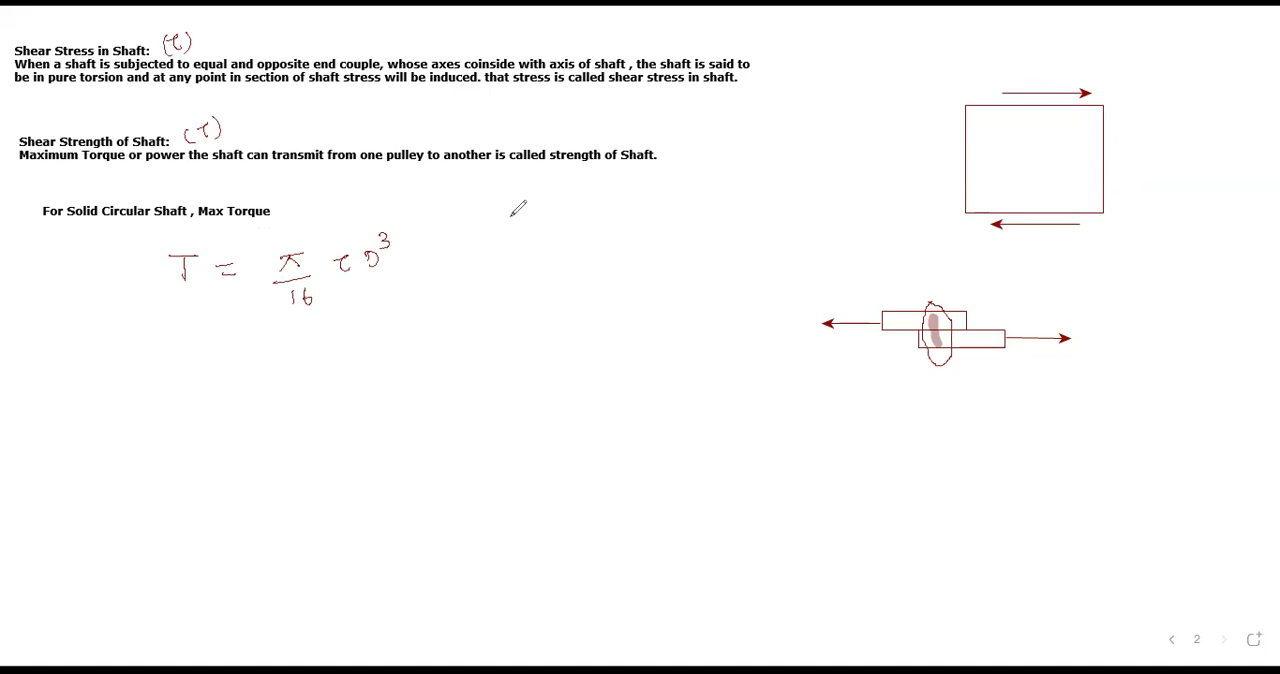 Shear Stress in Shaft: (τ)
When a shaft is subjected to equal and opposite end couple, whose axes coinside with axis of shaft , the shaft is said to
be in pure torsion and at any point in section of shaft stress will be induced. that stress is called shear stress in shaft.
Shear Strength of Shaft: (T)
Maximum Torque or power the shaft can transmit from one pulley to another is called strength of Shaft.
For Solid Circular Shaft , Max Torque
T = π/16 τ D³
2